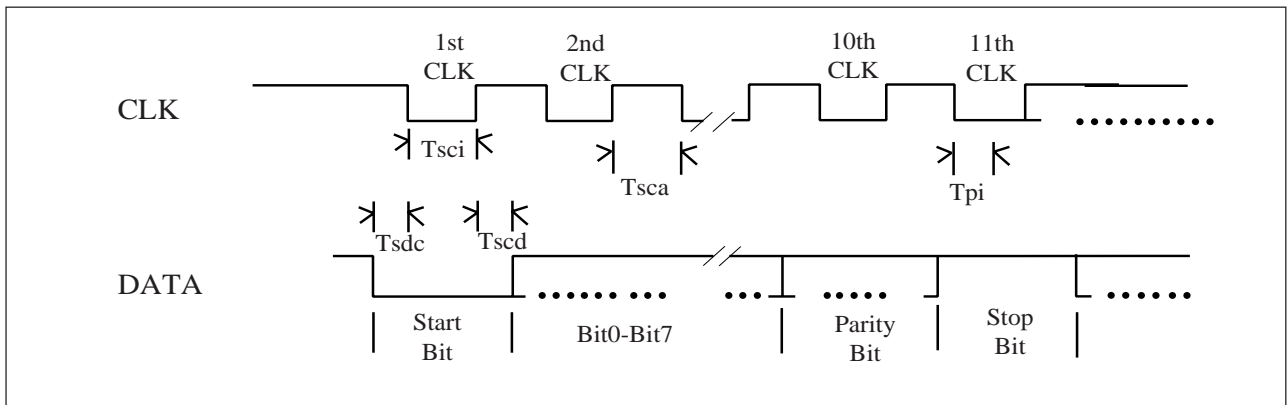 1st
CLK
2nd
CLK
10th
CLK
11th
CLK
CLK
Tsci
Tsca
Tpi
Tsdc
Tscd
DATA
Start
Bit
Bit0-Bit7
Parity
Bit
Stop
Bit